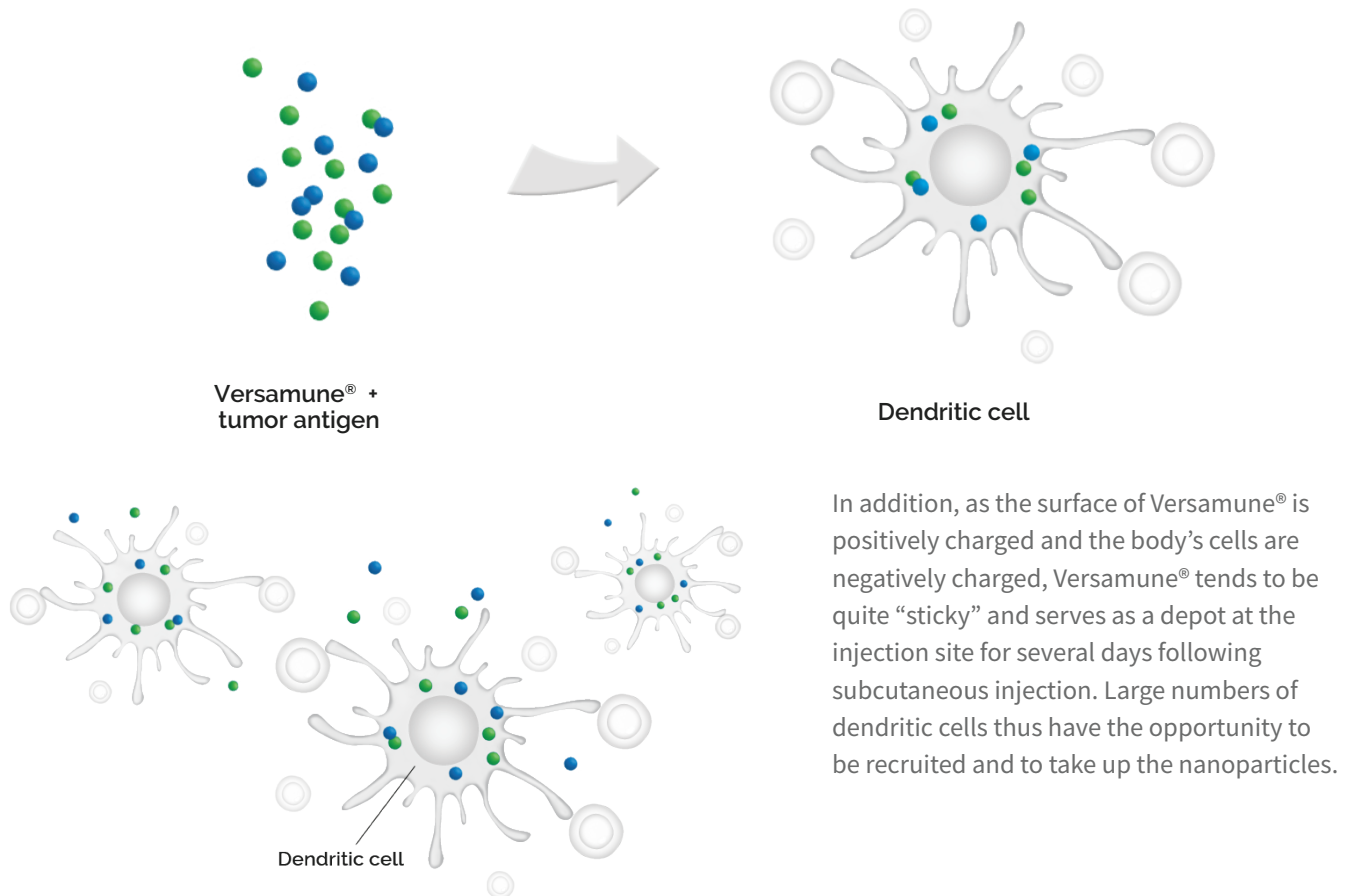 Versamune® +
tumor antigen
Dendritic cell
In addition, as the surface of Versamune® is
positively charged and the body’s cells are
negatively charged, Versamune® tends to be
quite “sticky” and serves as a depot at the
injection site for several days following
subcutaneous injection. Large numbers of
dendritic cells thus have the opportunity to
be recruited and to take up the nanoparticles.
Dendritic cell